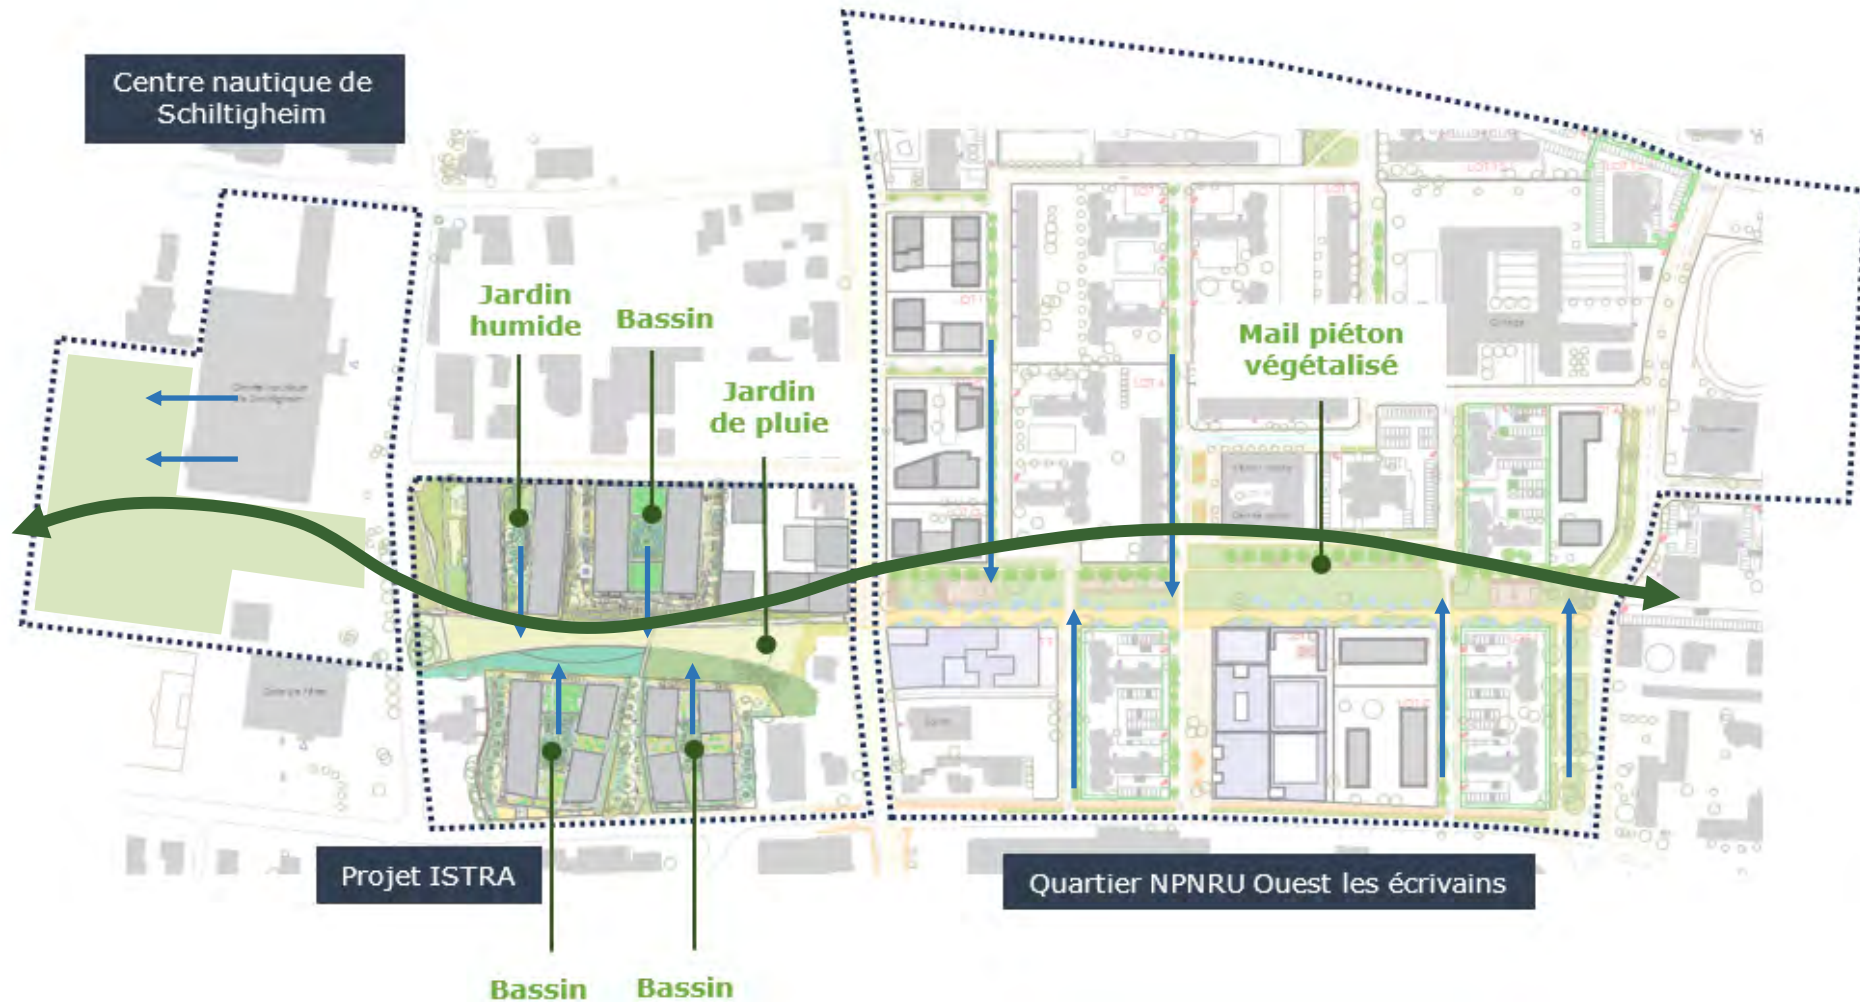 Centre nautique de
Schiltigheim
Jardin
humide
Bassin
Jardin
de pluie
Mail piéton
végétalisé
Projet ISTRA
Quartier NPNRU Ouest les écrivains
Bassin
Bassin